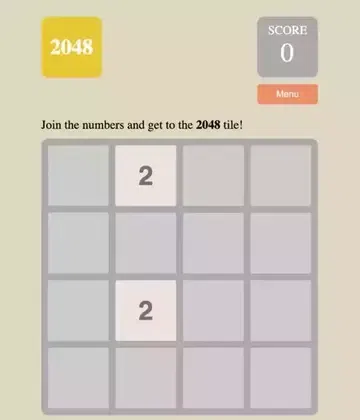 2048
SCORE
0
Menu
Join the numbers and get to the 2048 tile!
2
2